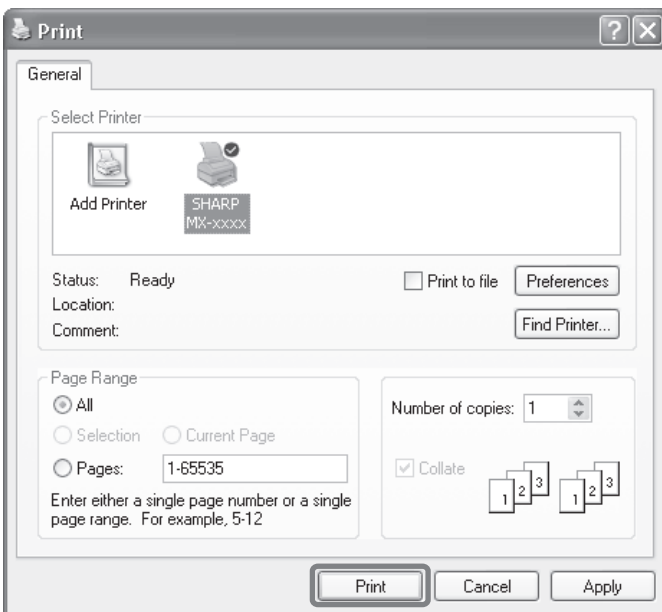 Print
General
Select Printer
Add Printer
SHARP
MX-xxxx
Status: Ready
Location:
Comment:
Print to file
Preferences
Find Printer...
Page Range
All
Selection Current Page
Pages: 1-65535
Enter either a single page number or a single
page range. For example, 5-12
Number of copies: 1
Collate
1 2 3 1 2 3
Print Cancel Apply